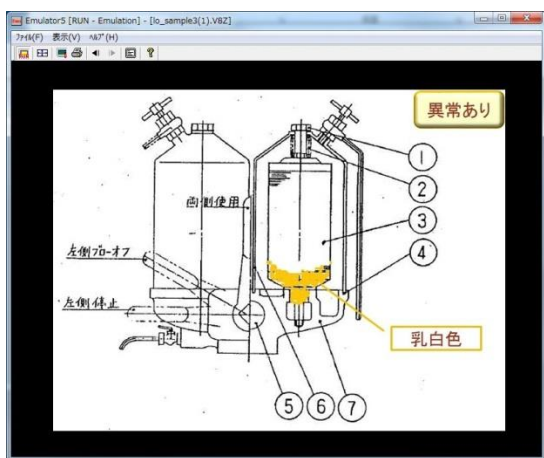 Emulator5 [RUN - Emulation] - [lo_sample3(1).V8Z]
ファイル(F) 表示(V) ヘルプ(H)
異常あり
両側使用
左側ブローオフ
左側停止
1
2
3
4
乳白色
5 6 7